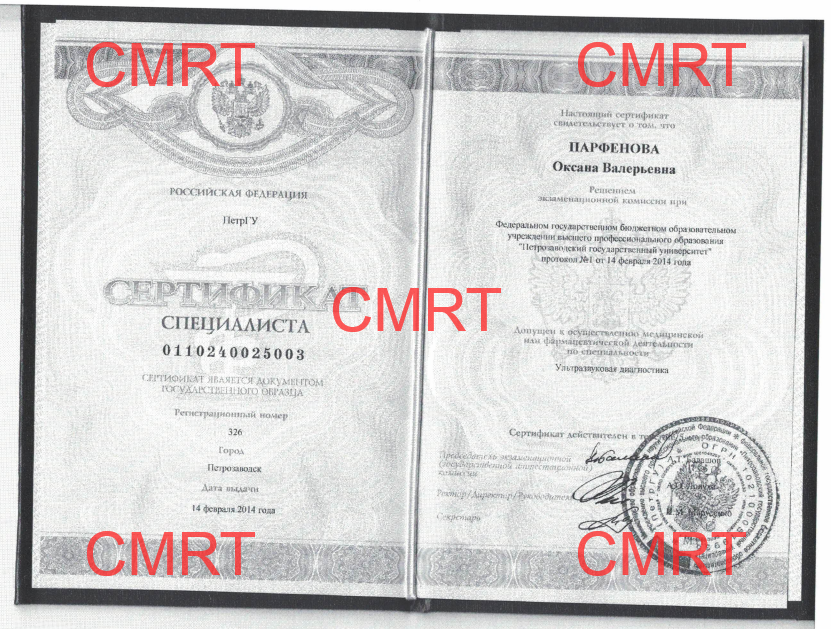 CMRT
CMRT
РОССИЙСКАЯ ФЕДЕРАЦИЯ
ПетрГУ
СЕРТИФИКАТ
CMRT
СПЕЦИАЛИСТА
0110240025003
СЕРТИФИКАТ ЯВЛЯЕТСЯ ДОКУМЕНТОМ
ГОСУДАРСТВЕННОГО ОБРАЗЦА
Регистрационный номер
326
Город
Петрозаводск
Дата выдачи
14 февраля 2014 года
CMRT
Настоящий сертификат
свидетельствует о том, что
ПАРФЕНОВА
Оксана Валерьевна
Решением
экзаменационной комиссии при
Федеральном государственном бюджетном образовательном
учреждении высшего профессионального образования
"Петрозаводский государственный университет"
протокол №1 от 14 февраля 2014 года
Допущен к осуществлению медицинской
или фармацевтической деятельности
по специальности
Ультразвуковая диагностика
Сертификат действителен в
Председатель экзаменационной
(государственной аттестационной)
комиссии
Ректор/Директор/Руководитель
Секретарь
CMRT